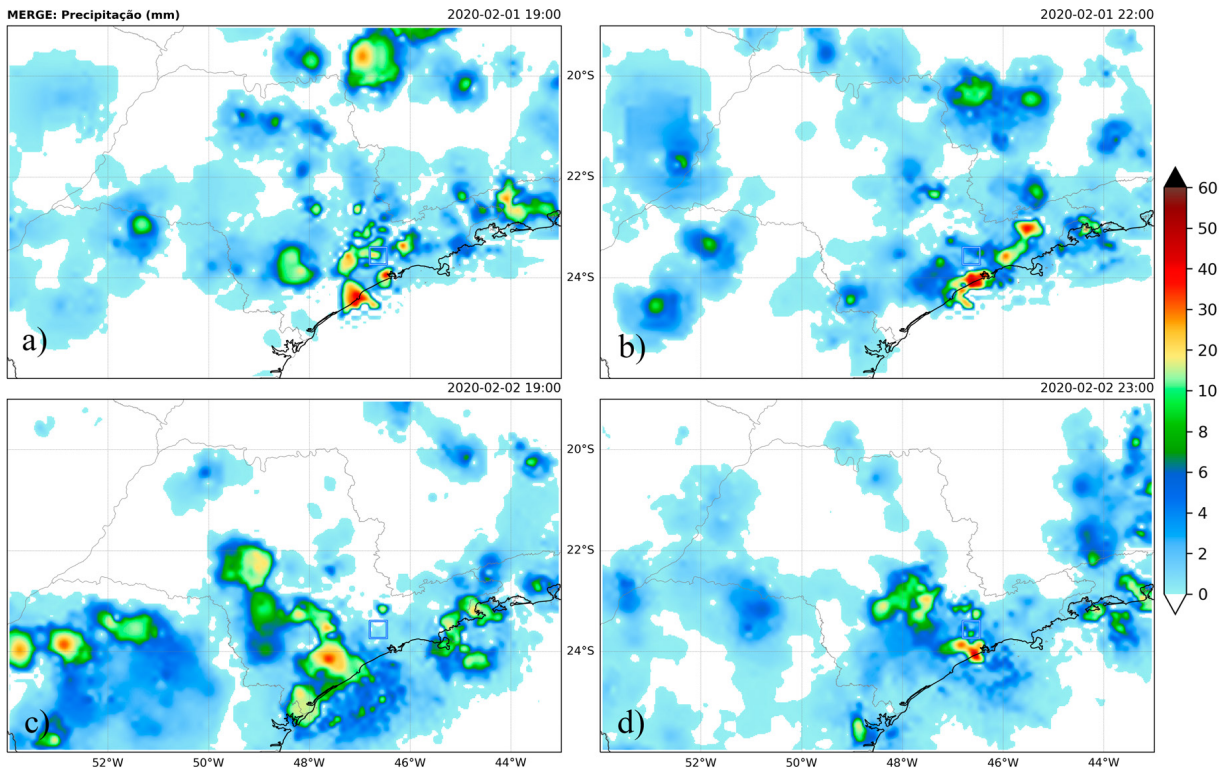 MERGE: Precipitação (mm)
2020-02-01 19:00
2020-02-01 22:00
20°S
22°S
24°S
a)
b)
2020-02-02 19:00
2020-02-02 23:00
20°S
22°S
24°S
c)
d)
52°W 50°W 48°W 46°W 44°W
52°W 50°W 48°W 46°W 44°W
60
50
40
30
20
10
8
6
4
2
0